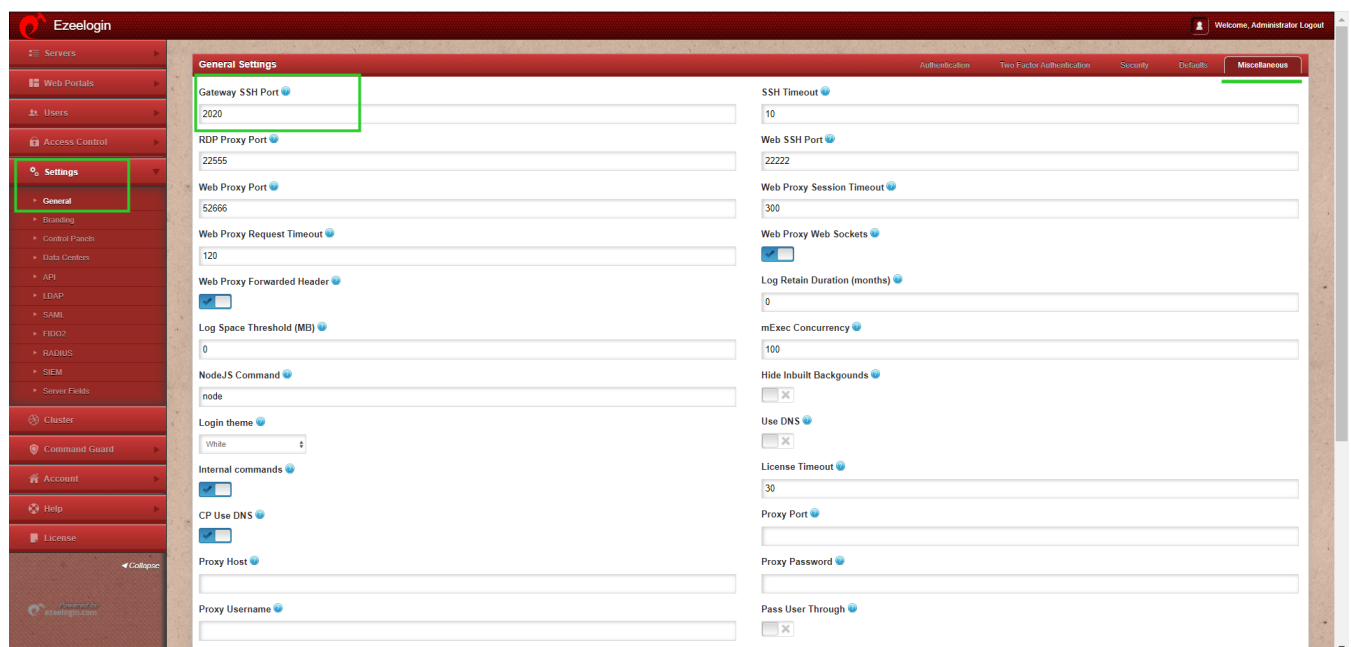 Ezeelogin
Welcome, Administrator Logout
Servers
Web Portals
Users
Access Control
Settings
General
Branding
Control Panels
Data Centers
API
LDAP
SAML
FIDO2
RADIUS
SIEM
Server Fields
Cluster
Command Guard
Account
Help
License
Collapse
Powered by
ezeelogin.com
General Settings
Authentication
Two Factor Authentication
Security
Defaults
Miscellaneous
Gateway SSH Port
2020
SSH Timeout
10
RDP Proxy Port
22555
Web SSH Port
22222
Web Proxy Port
52666
Web Proxy Session Timeout
300
Web Proxy Request Timeout
120
Web Proxy Web Sockets
Web Proxy Forwarded Header
Log Retain Duration (months)
0
Log Space Threshold (MB)
0
mExec Concurrency
100
NodeJS Command
node
Hide Inbuilt Backgounds
Login theme
White
Use DNS
Internal commands
License Timeout
30
CP Use DNS
Proxy Port
Proxy Host
Proxy Password
Proxy Username
Pass User Through